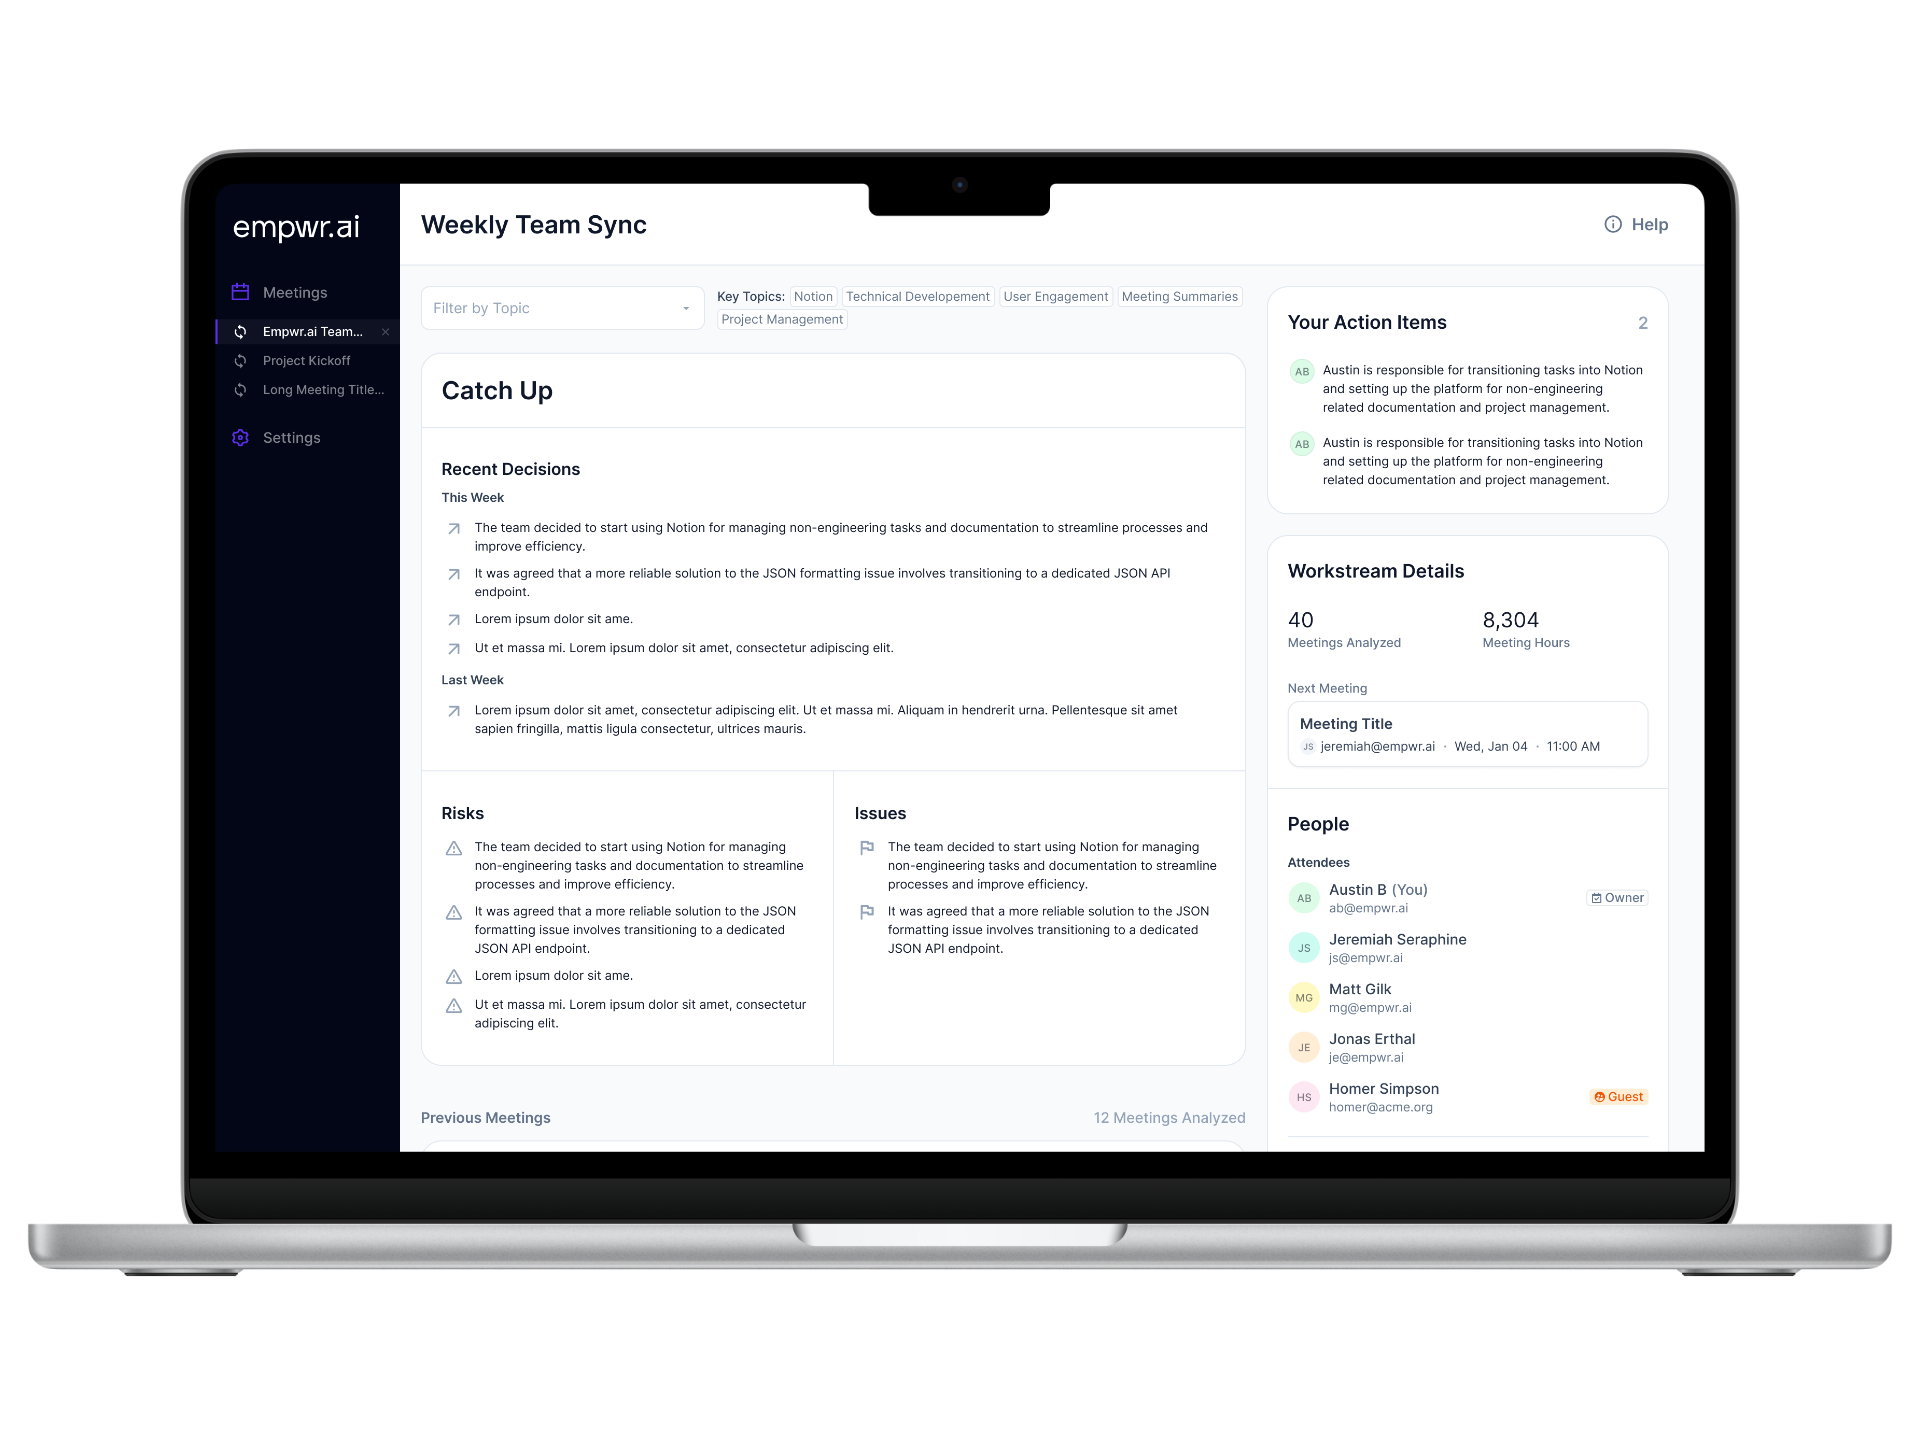 empwr.ai
Meetings
Empwr.ai Team...
Project Kickoff
Long Meeting Title...
Settings
Weekly Team Sync
Help
Filter by Topic
Key Topics: Notion Technical Developement User Engagement Meeting Summaries
Project Management
Catch Up
Recent Decisions
This Week
The team decided to start using Notion for managing non-engineering tasks and documentation to streamline processes and
improve efficiency.
It was agreed that a more reliable solution to the JSON formatting issue involves transitioning to a dedicated JSON API
endpoint.
Lorem ipsum dolor sit ame.
Ut et massa mi. Lorem ipsum dolor sit amet, consectetur adipiscing elit.
Last Week
Lorem ipsum dolor sit amet, consectetur adipiscing elit. Ut et massa mi. Aliquam in hendrerit urna. Pellentesque sit amet
sapien fringilla, mattis ligula consectetur, ultrices mauris.
Risks
The team decided to start using Notion for managing
non-engineering tasks and documentation to streamline
processes and improve efficiency.
It was agreed that a more reliable solution to the JSON
formatting issue involves transitioning to a dedicated
JSON API endpoint.
Lorem ipsum dolor sit ame.
Ut et massa mi. Lorem ipsum dolor sit amet, consectetur
adipiscing elit.
Issues
The team decided to start using Notion for managing
non-engineering tasks and documentation to streamline
processes and improve efficiency.
It was agreed that a more reliable solution to the JSON
formatting issue involves transitioning to a dedicated
JSON API endpoint.
Previous Meetings
12 Meetings Analyzed
Your Action Items
2
AB
Austin is responsible for transitioning tasks into Notion
and setting up the platform for non-engineering
related documentation and project management.
AB
Austin is responsible for transitioning tasks into Notion
and setting up the platform for non-engineering
related documentation and project management.
Workstream Details
40
Meetings Analyzed
8,304
Meeting Hours
Next Meeting
Meeting Title
JS jeremiah@empwr.ai · Wed, Jan 04 · 11:00 AM
People
Attendees
AB
Austin B (You)
ab@empwr.ai
Owner
JS
Jeremiah Seraphine
js@empwr.ai
MG
Matt Gilk
mg@empwr.ai
JE
Jonas Erthal
je@empwr.ai
HS
Homer Simpson
homer@acme.org
Guest